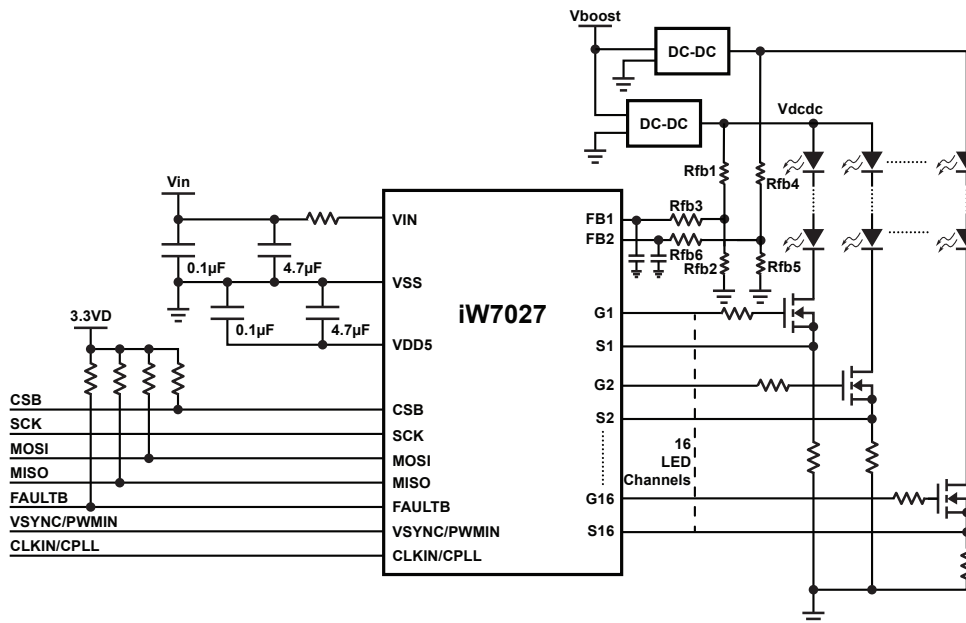 Vboost
DC-DC
Vdcdc
DC-DC
Rfb1
Rfb4
Vin
VIN
FB1
Rfb3
FB2
Rfb6
0.1µF
4.7µF
Rfb2
Rfb5
VSS
iW7027
G1
3.3VD
0.1µF
4.7µF
VDD5
S1
G2
CSB
CSB
S2
SCK
SCK
MOSI
MOSI
16
LED
Channels
MISO
MISO
FAULTB
FAULTB
G16
VSYNC/PWMIN
VSYNC/PWMIN
S16
CLKIN/CPLL
CLKIN/CPLL